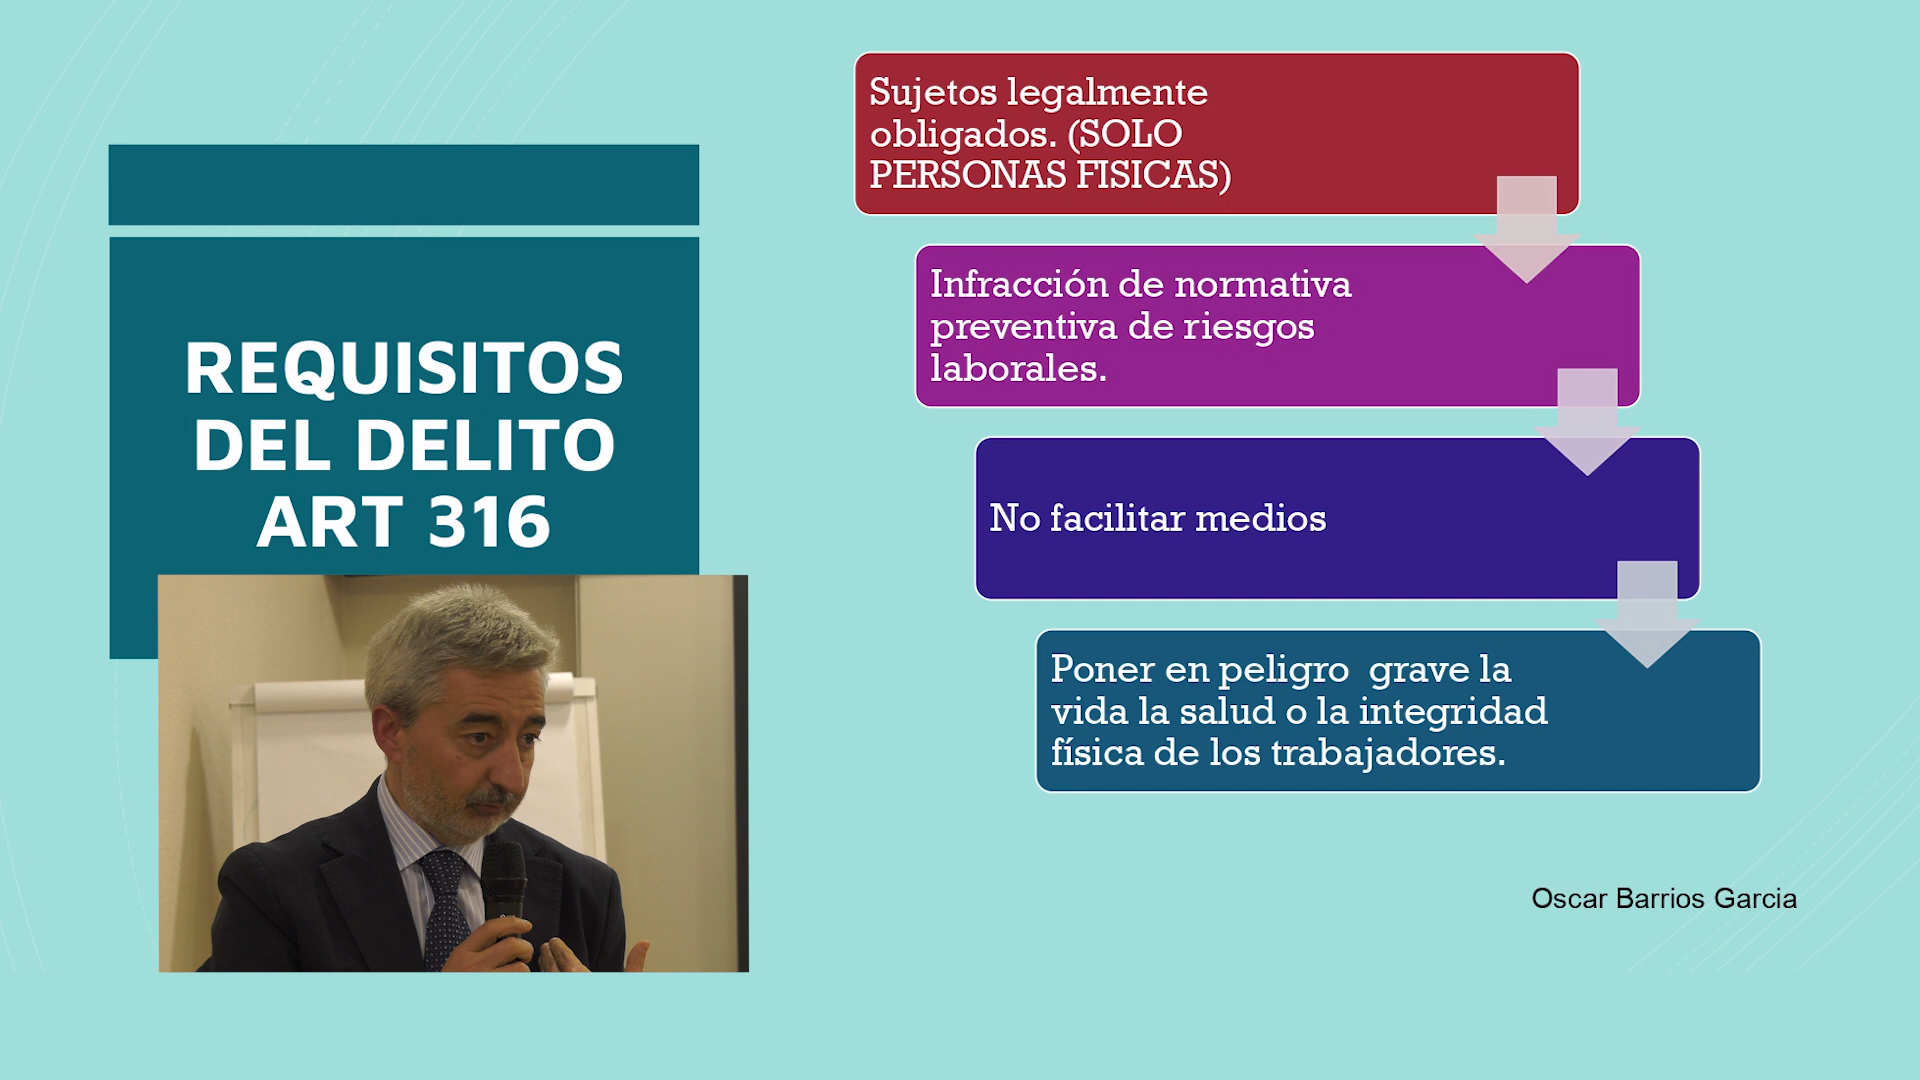 REQUISITOS
DEL DELITO
ART 316
Sujetos legalmente
obligados. (SOLO
PERSONAS FISICAS)
Infracción de normativa
preventiva de riesgos
laborales.
No facilitar medios
Poner en peligro  grave la
vida la salud o la integridad
física de los trabajadores.
Oscar Barrios Garcia